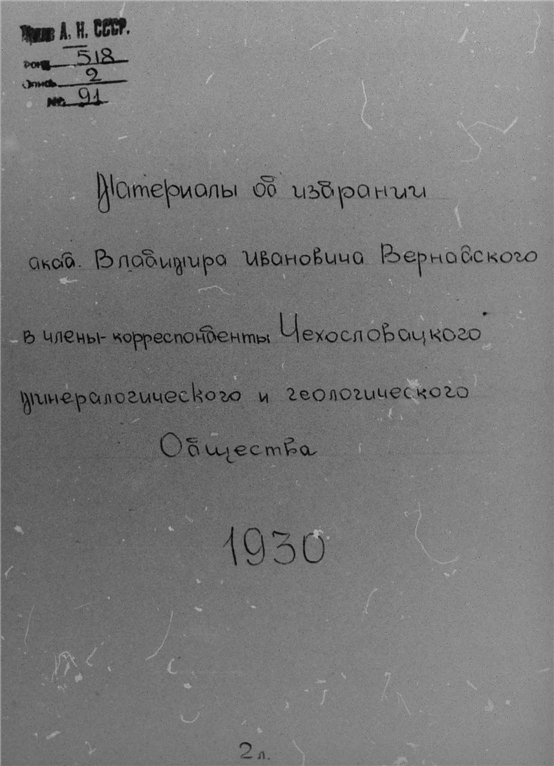 Архив А. Н. СССР.
Фонд 518
Опись 2
№ 91
Материалы об избрании
акад. Владимира Ивановича Вернадского
в члены-корреспонденты Чехословацкого
минералогического и геологического
Общества
1930
2 л.